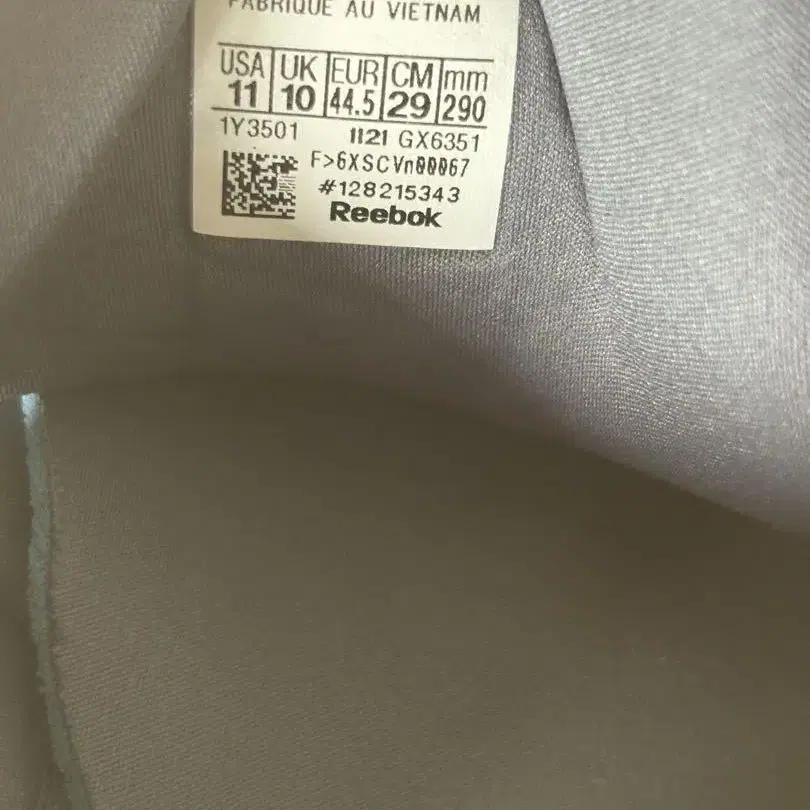 FABRIQUE AU VIETNAM
USA UK EUR CM mm
11 10 44.5 29 290
1Y3501 1121 GX6351
F>6XSCVn00067
#128215343
Reebok